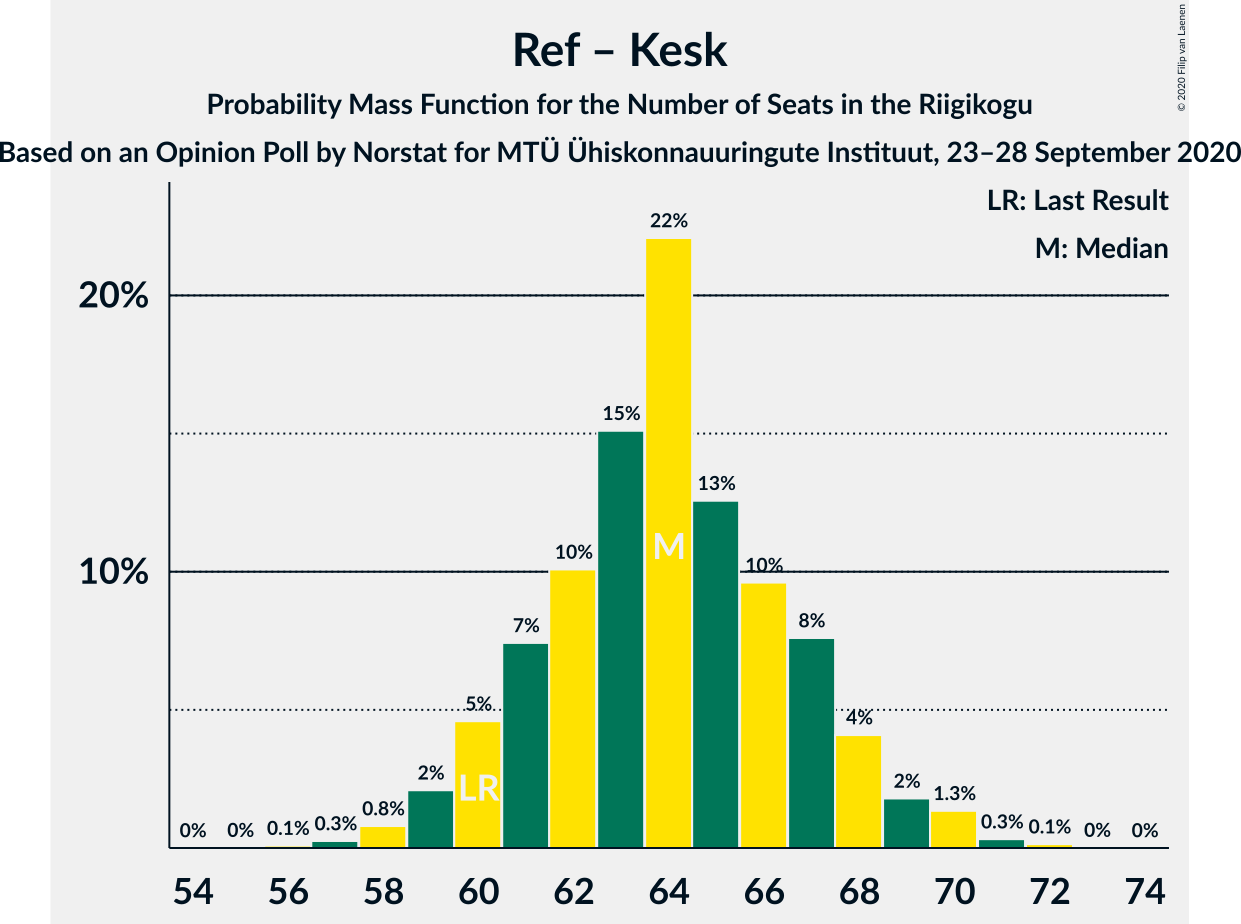 Ref – Kesk
Probability Mass Function for the Number of Seats in the Riigikogu
Based on an Opinion Poll by Norstat for MTÜ Ühiskonnauuringute Instituut, 23–28 September 2020
© 2020 Filip van Laenen
LR: Last Result
M: Median
20%
10%
0%
0%
0.1%
0.3%
0.8%
2%
5%
7%
10%
15%
22%
13%
10%
8%
4%
2%
1.3%
0.3%
0.1%
0%
0%
LR
M
54 56 58 60 62 64 66 68 70 72 74